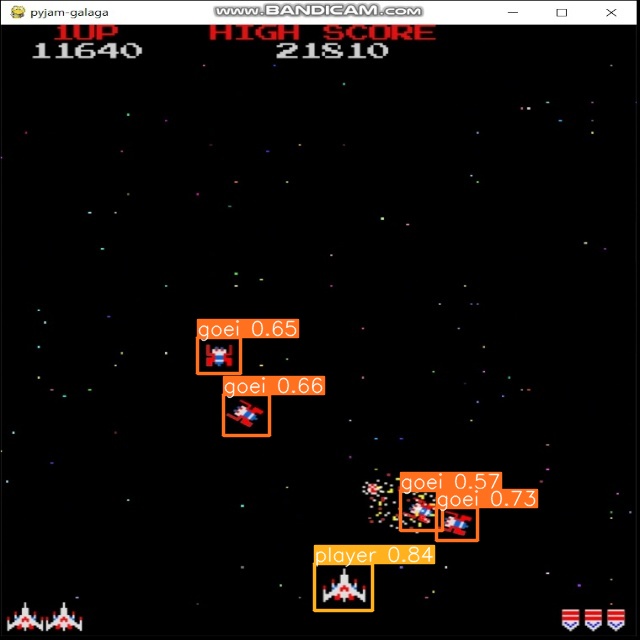 pyjam-galaga
www.BANDICAM.com
1UP HIGH SCORE
11640 21810
goei 0.65
goei 0.66
goei 0.57
goei 0.73
player 0.84